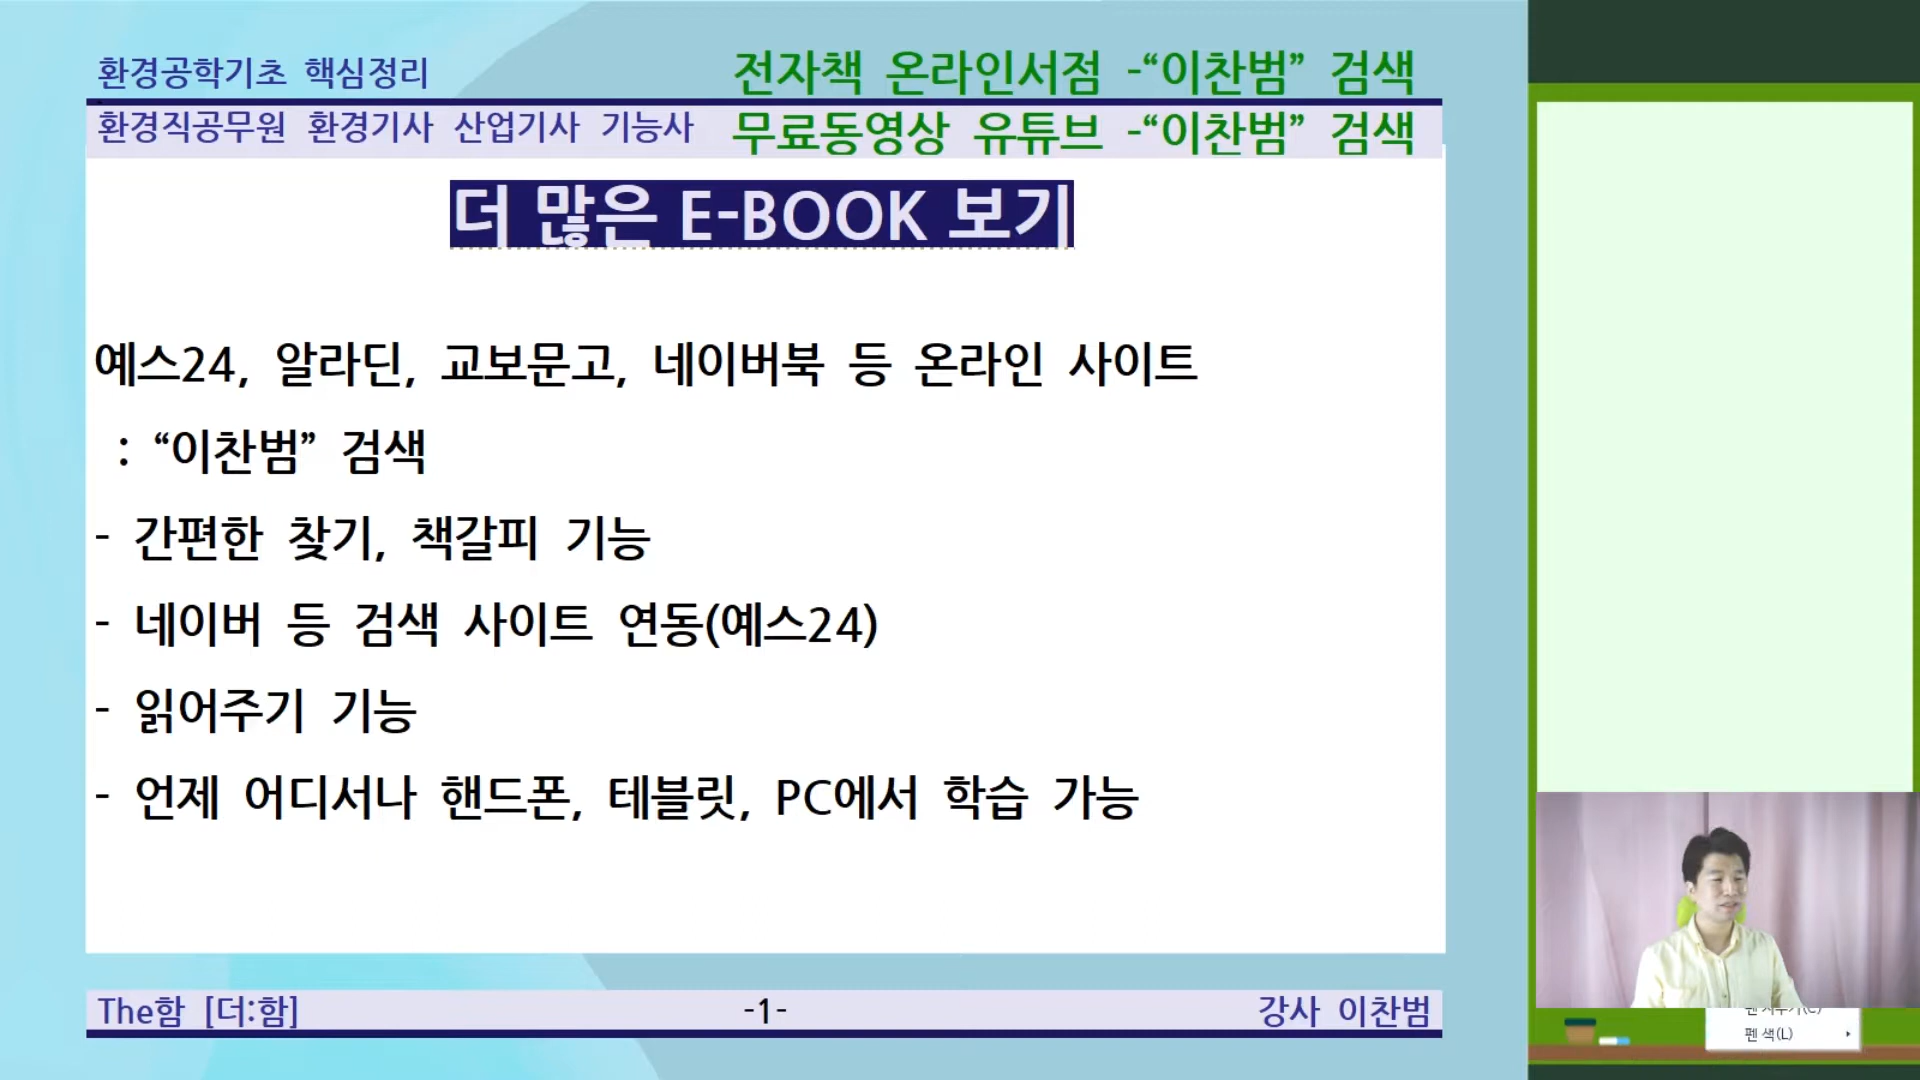 환경공학기초 핵심정리
전자책 온라인서점 -“이찬범” 검색
환경직공무원 환경기사 산업기사 기능사
무료동영상 유튜브 -“이찬범” 검색
더 많은 E-BOOK 보기
예스24, 알라딘, 교보문고, 네이버북 등 온라인 사이트
: “이찬범” 검색
- 간편한 찾기, 책갈피 기능
- 네이버 등 검색 사이트 연동(예스24)
- 읽어주기 기능
- 언제 어디서나 핸드폰, 테블릿, PC에서 학습 가능
The함 [더:함]
-1-
강사 이찬범
펜 색(L)